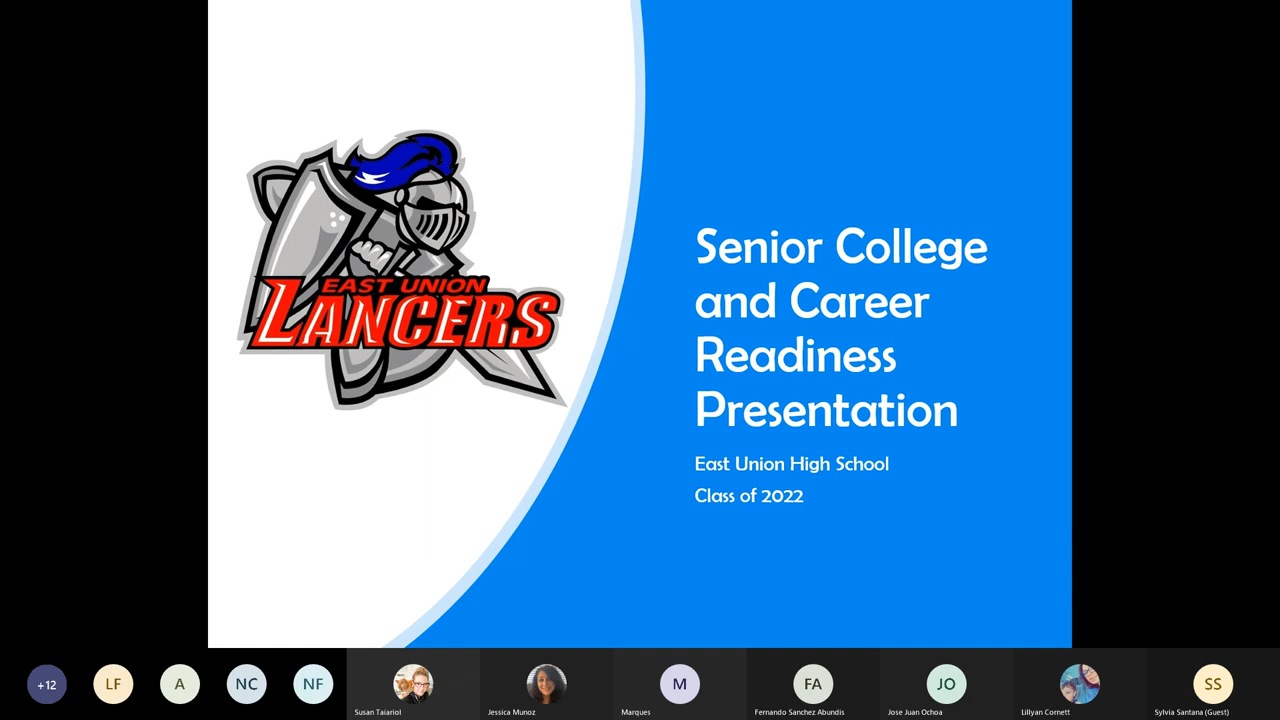 EAST UNION
LANCERS
Senior College
and Career
Readiness
Presentation
East Union High School
Class of 2022
+12
LF
A
NC
NF
Susan Taiariol
Jessica Munoz
M
Marques
FA
Fernando Sanchez Abundis
JO
Jose Juan Ochoa
Lillyan Cornett
SS
Sylvia Santana (Guest)